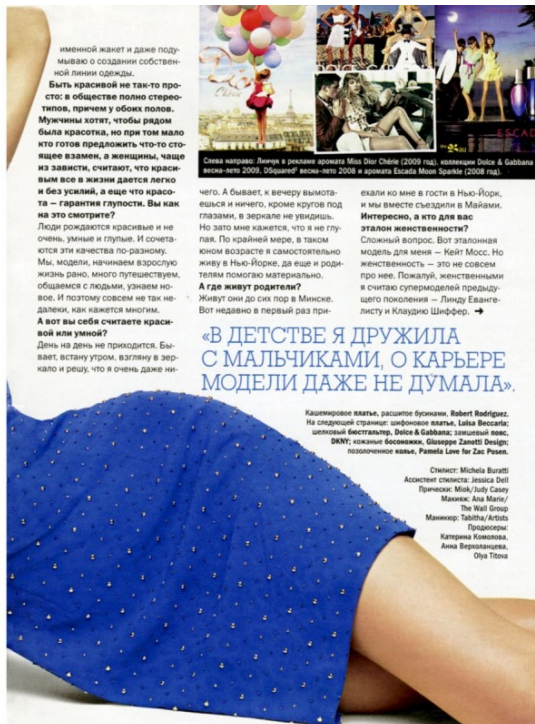 именной жакет и даже поду-
мываю о создании собствен-
ной линии одежды.
Быть красивой не так-то про-
сто: в обществе полно стерео-
типов, причем у обоих полов.
Мужчины хотят, чтобы рядом
была красотка, но при том мало
кто готов предложить что-то сто-
ящее взамен, а женщины, чаще
из зависти, считают, что краси-
вым все в жизни дается легко
и без усилий, а еще что красо-
та – гарантия глупости. Вы как
на это смотрите?
Люди рождаются красивые и не
очень, умные и глупые. И сочета-
ются эти качества по-разному.
Мы, модели, начинаем взрослую
жизнь рано, много путешествуем,
общаемся с людьми, узнаем но-
вое. И поэтому совсем не так не-
далеки, как кажется многим.
А вот вы себя считаете краси-
вой или умной?
День на день не приходится. Бы-
вает, встану утром, взгляну в зер-
кало и решу, что я очень даже ни-
Chérie
ESCADA
Слева направо: Линчук в рекламе аромата Miss Dior Chérie (2009 год), коллекции Dolce & Gabbana
весна-лето 2009, DSquared² весна-лето 2008 и аромата Escada Moon Sparkle (2008 год).
чего. А бывает, к вечеру вымота-
ешься и ничего, кроме кругов под
глазами, в зеркале не увидишь.
Но зато мне кажется, что я не глу-
пая. По крайней мере, в таком
юном возрасте я самостоятельно
живу в Нью-Йорке, да еще и роди-
телям помогаю материально.
А где живут родители?
Живут они до сих пор в Минске.
Вот недавно в первый раз при-
ехали ко мне в гости в Нью-Йорк,
и мы вместе съездили в Майами.
Интересно, а кто для вас
эталон женственности?
Сложный вопрос. Вот эталонная
модель для меня – Кейт Мосс. Но
женственность – это не совсем
про нее. Пожалуй, женственными
я считаю супермоделей предыду-
щего поколения – Линду Еванге-
листу и Клаудию Шиффер. ➔
«В ДЕТСТВЕ Я ДРУЖИЛА
С МАЛЬЧИКАМИ, О КАРЬЕРЕ
МОДЕЛИ ДАЖЕ НЕ ДУМАЛА».
Кашемировое платье, расшитое бусинами, Robert Rodriguez.
На следующей странице: шифоновое платье, Luisa Beccaria;
шелковый бюстгальтер, Dolce & Gabbana; замшевый пояс,
DKNY; кожаные босоножки, Giuseppe Zanotti Design;
позолоченное колье, Pamela Love for Zac Posen.
Стилист: Michela Buratti
Ассистент стилиста: Jessica Dell
Прически: Miok/Judy Casey
Макияж: Ana Marie/
The Wall Group
Маникюр: Tabitha/Artists
Продюсеры:
Катерина Комолова,
Анна Верхоланцева,
Olya Titova